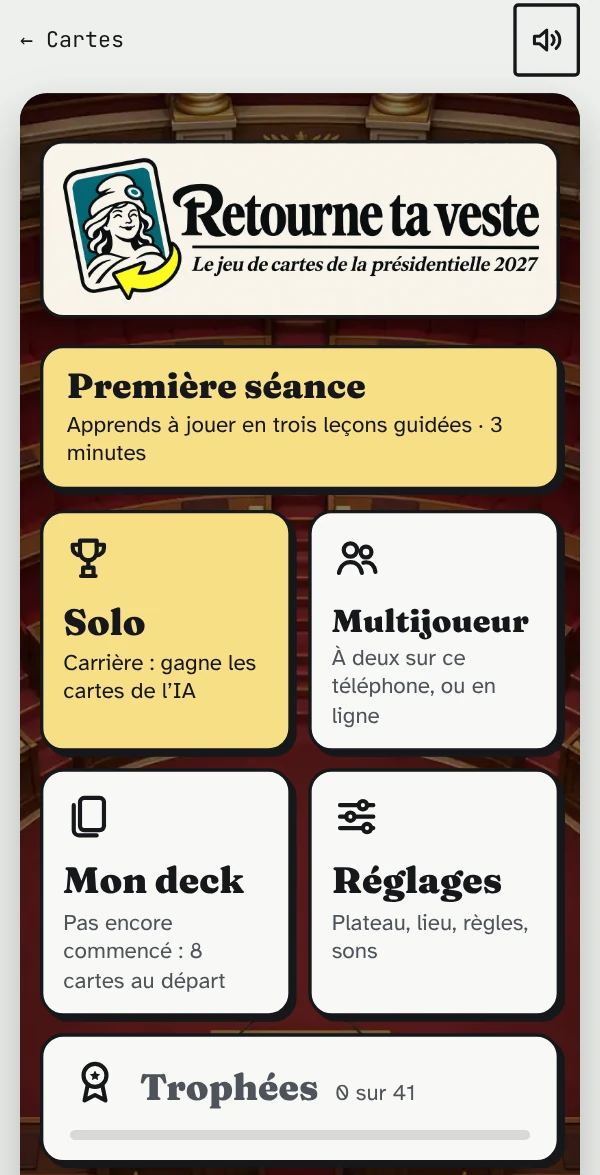 ← Cartes
Retourne ta veste
Le jeu de cartes de la présidentielle 2027
Première séance
Apprends à jouer en trois leçons guidées · 3
minutes
Solo
Carrière : gagne les
cartes de l'IA
Multijoueur
À deux sur ce
téléphone, ou en
ligne
Mon deck
Pas encore
commencé : 8
cartes au départ
Réglages
Plateau, lieu, règles,
sons
Trophées 0 sur 41